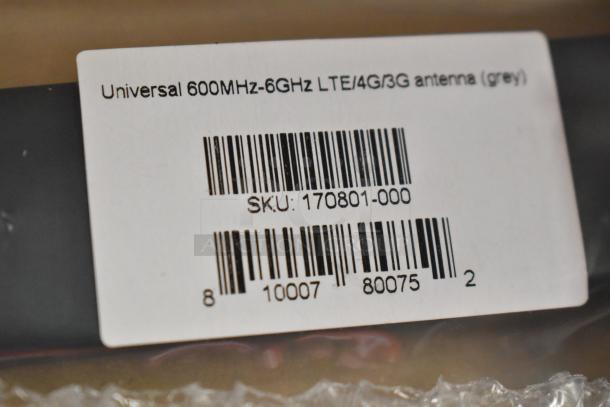 Universal 600MHz-6GHz LTE/4G/3G antenna (grey)
SKU: 170801-000
8 10007 80075 2